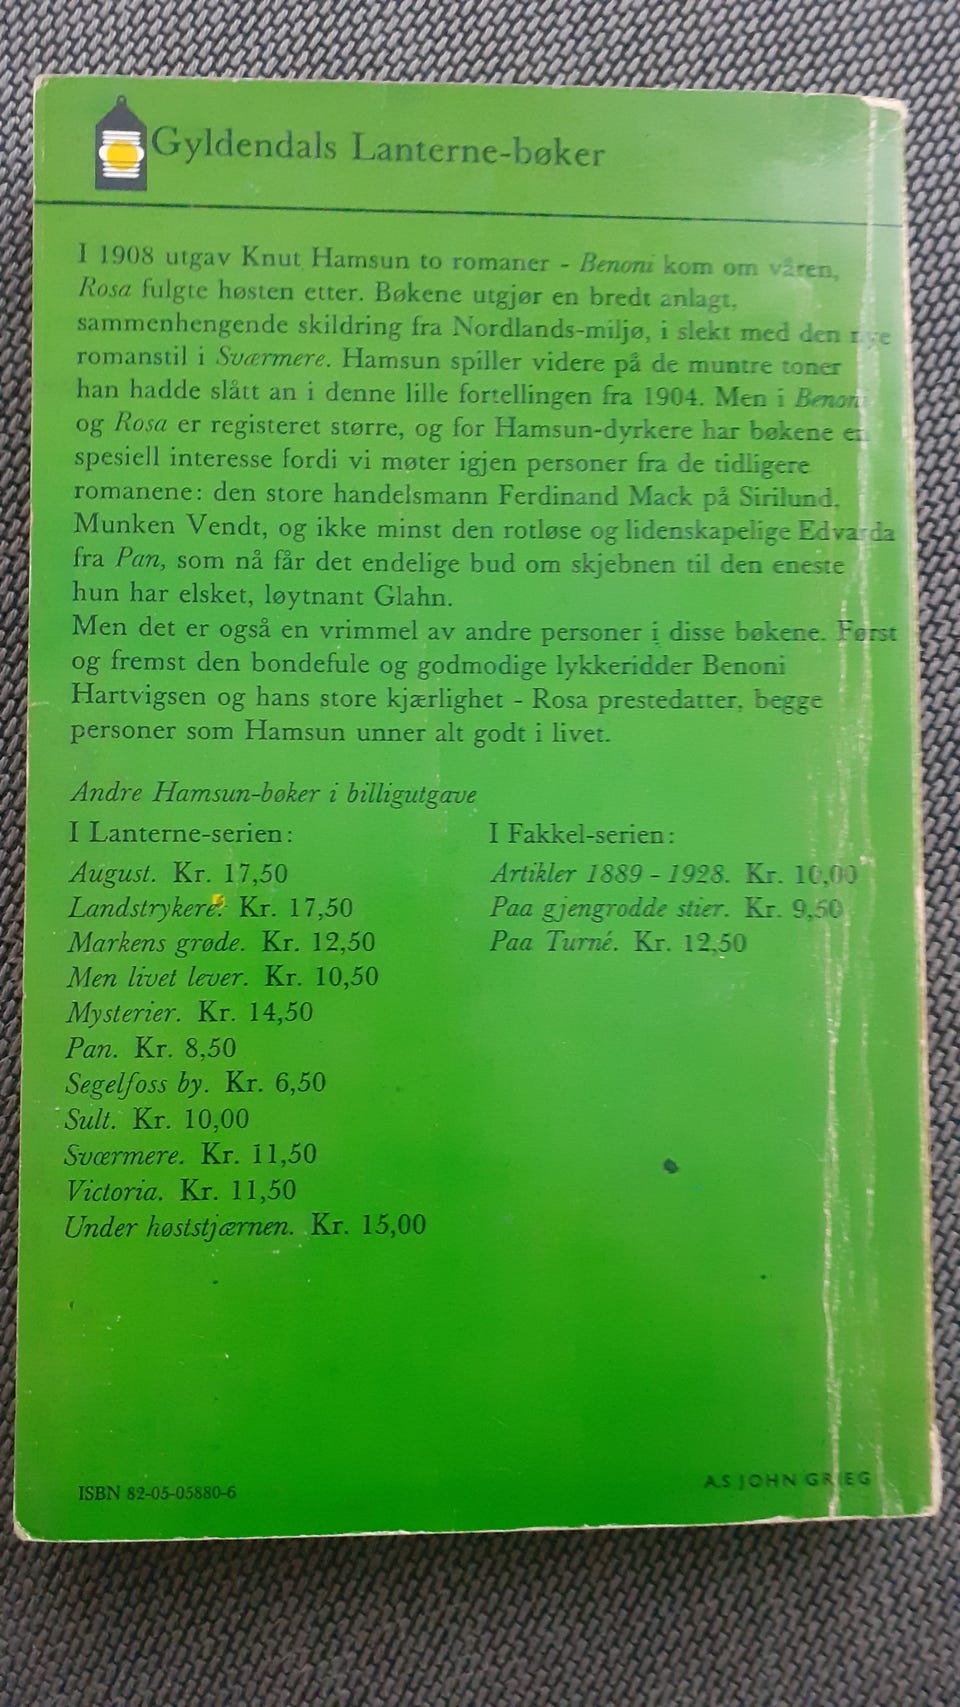 Gyldendals Lanterne-bøker
I 1908 utgav Knut Hamsun to romaner - Benoni kom om våren,
Rosa fulgte høsten etter. Bøkene utgjør en bredt anlagt,
sammenhengende skildring fra Nordlands-miljø, i slekt med den nye
romanstil i Sværmere. Hamsun spiller videre på de muntre toner
han hadde slått an i denne lille fortellingen fra 1904. Men i Benoni
og Rosa er registeret større, og for Hamsun-dyrkere har bøkene en
spesiell interesse fordi vi møter igjen personer fra de tidligere
romanene: den store handelsmann Ferdinand Mack på Sirilund,
Munken Vendt, og ikke minst den rotløse og lidenskapelige Edvarda
fra Pan, som nå får det endelige bud om skjebnen til den eneste
hun har elsket, løytnant Glahn.
Men det er også en vrimmel av andre personer i disse bøkene. Først
og fremst den bondefule og godmodige lykkeridder Benoni
Hartvigsen og hans store kjærlighet - Rosa prestedatter, begge
personer som Hamsun unner alt godt i livet.
Andre Hamsun-bøker i billigutgave
I Lanterne-serien:
August. Kr. 17,50
Landstrykere. Kr. 17,50
Markens grøde. Kr. 12,50
Men livet lever. Kr. 10,50
Mysterier. Kr. 14,50
Pan. Kr. 8,50
Segelfoss by. Kr. 6,50
Sult. Kr. 10,00
Sværmere. Kr. 11,50
Victoria. Kr. 11,50
Under høststjærnen. Kr. 15,00
I Fakkel-serien:
Artikler 1889 - 1928. Kr. 10,00
Paa gjengrodde stier. Kr. 9,50
Paa Turné. Kr. 12,50
ISBN 82-05-05880-6
A.S JOHN GRIEG